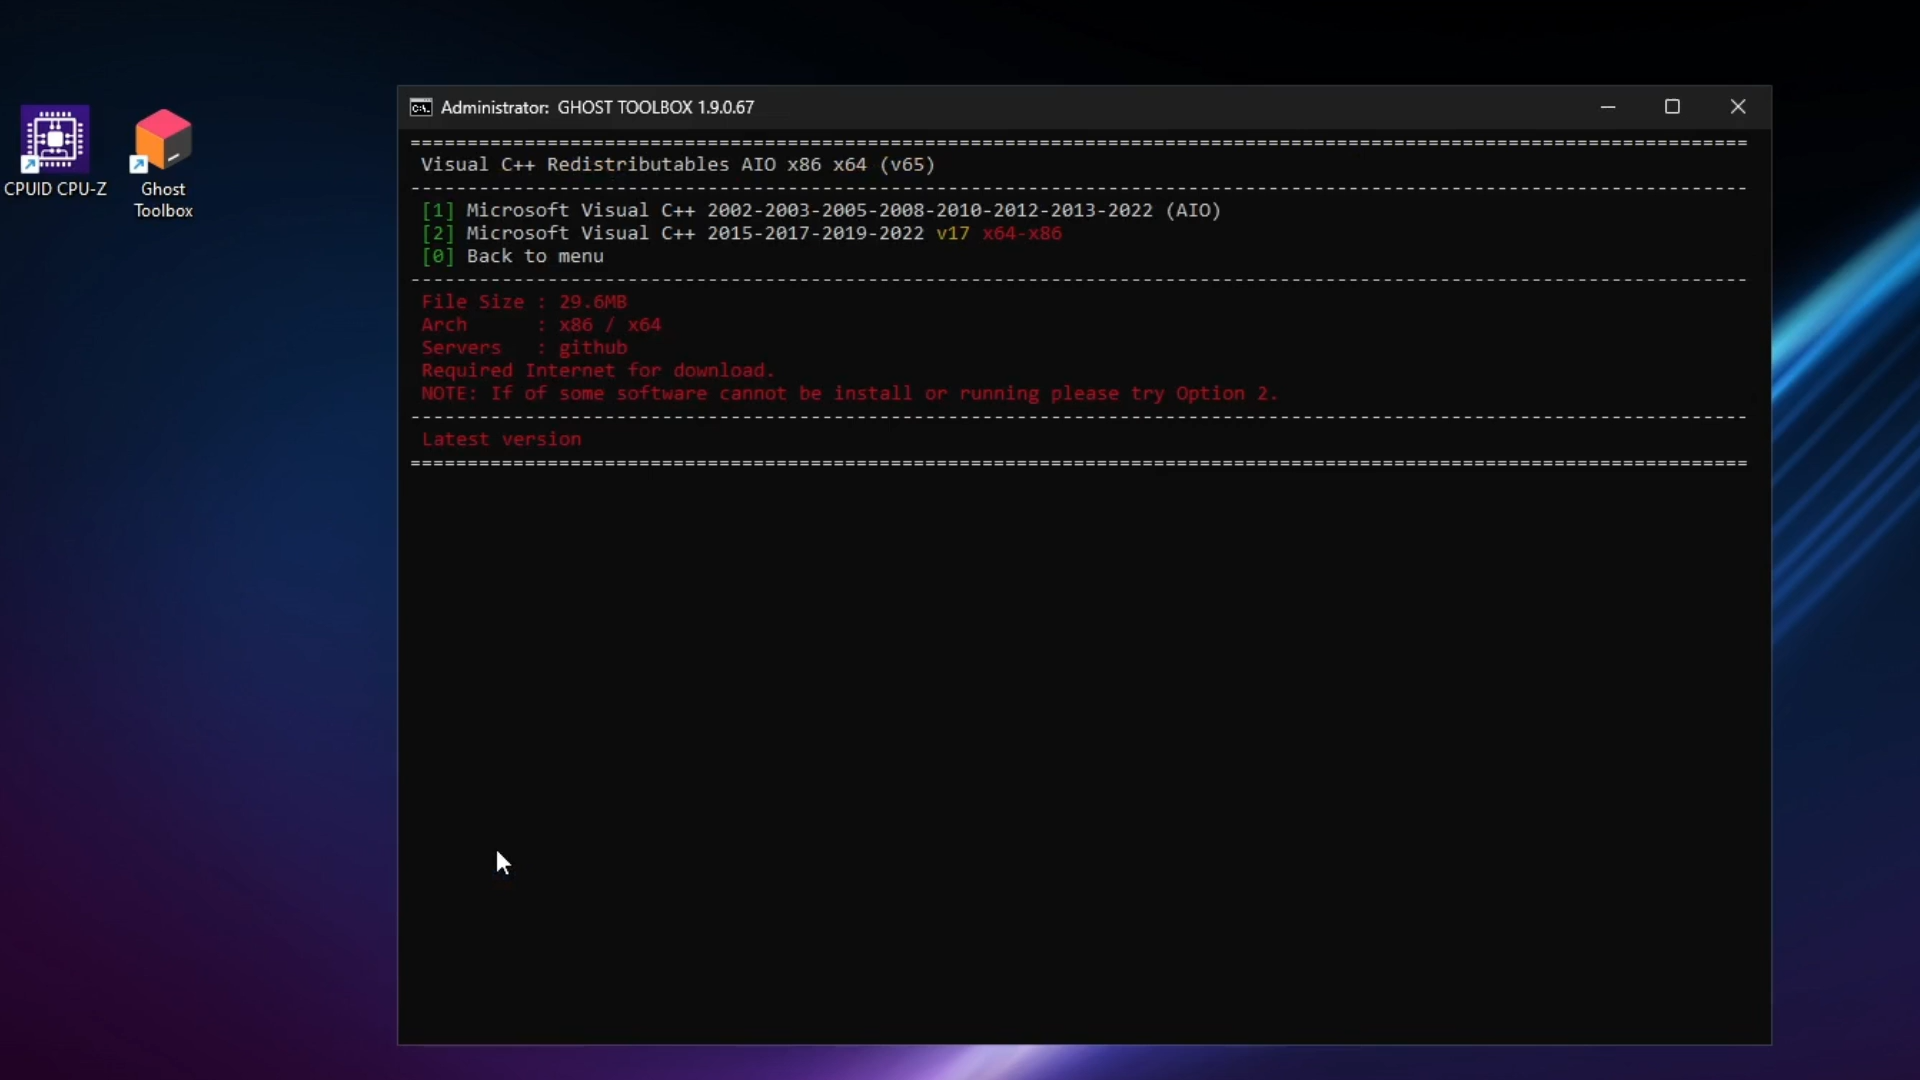 CPUID CPU-Z
Ghost
Toolbox
Administrator: GHOST TOOLBOX 1.9.0.67
Visual C++ Redistributables AIO x86 x64 (v65)
[1] Microsoft Visual C++ 2002-2003-2005-2008-2010-2012-2013-2022 (AIO)
[2] Microsoft Visual C++ 2015-2017-2019-2022 v17 x64-x86
[0] Back to menu
File Size : 29.6MB
Arch : x86 / x64
Servers : github
Required Internet for download.
NOTE: If of some software cannot be install or running please try Option 2.
Latest version